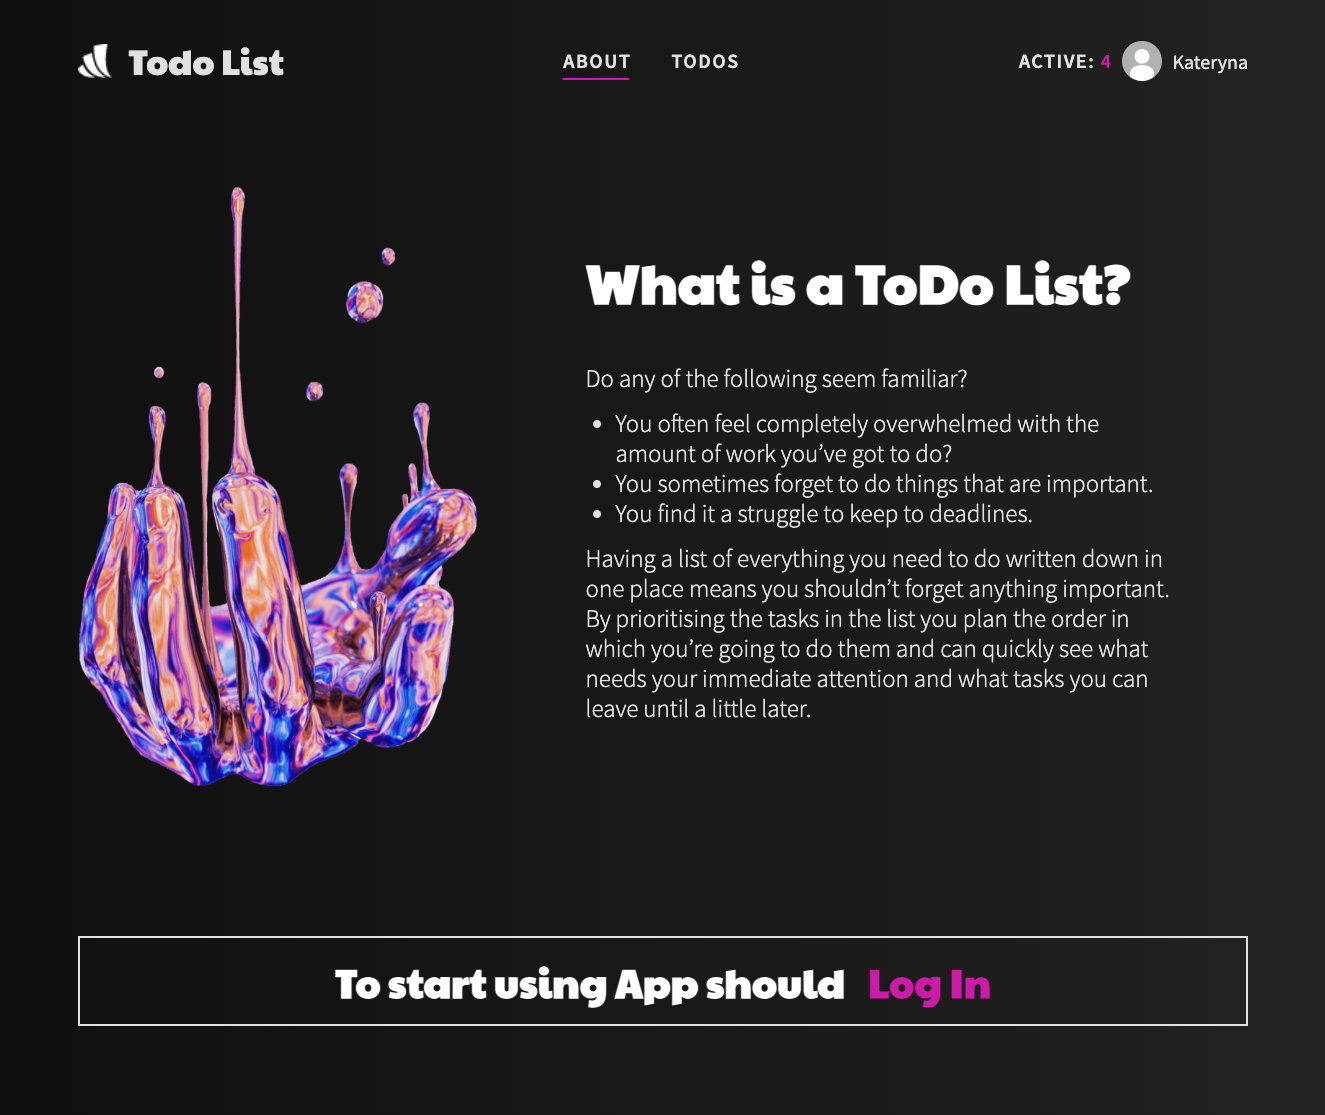 Todo List
ABOUT TODOS
ACTIVE: 4 Kateryna
What is a ToDo List?
Do any of the following seem familiar?
• You often feel completely overwhelmed with the
amount of work you’ve got to do?
• You sometimes forget to do things that are important.
• You find it a struggle to keep to deadlines.
Having a list of everything you need to do written down in
one place means you shouldn’t forget anything important.
By prioritising the tasks in the list you plan the order in
which you’re going to do them and can quickly see what
needs your immediate attention and what tasks you can
leave until a little later.
To start using App should Log In